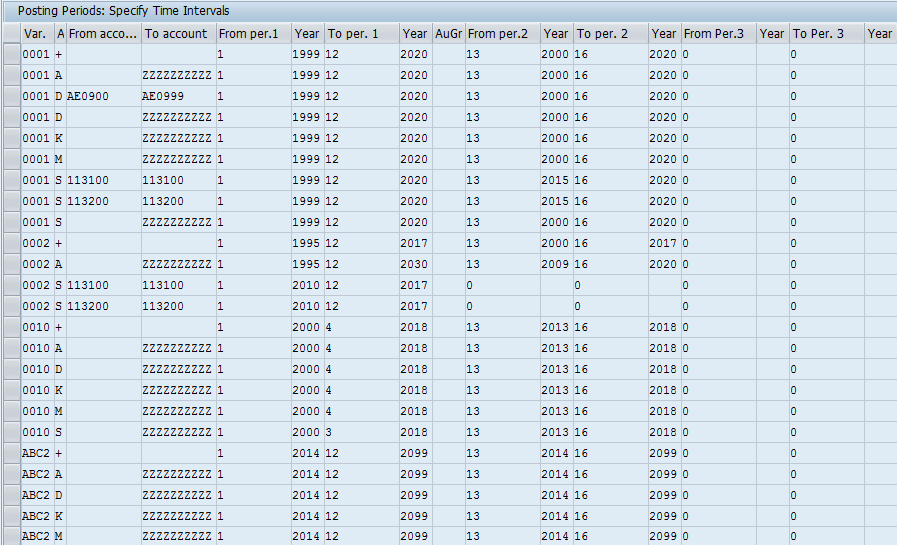 Posting Periods: Specify Time Intervals
Var. A From acco... To account From per.1 Year To per. 1 Year AuGr From per.2 Year To per. 2 Year From Per.3 Year To Per. 3 Year
0001 + 1 1999 12 2020 13 2000 16 2020 0 0
0001 A ZZZZZZZZZZ 1 1999 12 2020 13 2000 16 2020 0 0
0001 D AE0900 AE0999 1 1999 12 2020 13 2000 16 2020 0 0
0001 D ZZZZZZZZZZ 1 1999 12 2020 13 2000 16 2020 0 0
0001 K ZZZZZZZZZZ 1 1999 12 2020 13 2000 16 2020 0 0
0001 M ZZZZZZZZZZ 1 1999 12 2020 13 2000 16 2020 0 0
0001 S 113100 113100 1 1999 12 2020 13 2015 16 2020 0 0
0001 S 113200 113200 1 1999 12 2020 13 2015 16 2020 0 0
0001 S ZZZZZZZZZZ 1 1999 12 2020 13 2000 16 2020 0 0
0002 + 1 1995 12 2017 13 2000 16 2017 0 0
0002 A ZZZZZZZZZZ 1 1995 12 2030 13 2009 16 2020 0 0
0002 S 113100 113100 1 2010 12 2017 0 0 0 0
0002 S 113200 113200 1 2010 12 2017 0 0 0 0
0010 + 1 2000 4 2018 13 2013 16 2018 0 0
0010 A ZZZZZZZZZZ 1 2000 4 2018 13 2013 16 2018 0 0
0010 D ZZZZZZZZZZ 1 2000 4 2018 13 2013 16 2018 0 0
0010 K ZZZZZZZZZZ 1 2000 4 2018 13 2013 16 2018 0 0
0010 M ZZZZZZZZZZ 1 2000 4 2018 13 2013 16 2018 0 0
0010 S ZZZZZZZZZZ 1 2000 3 2018 13 2013 16 2018 0 0
ABC2 + 1 2014 12 2099 13 2014 16 2099 0 0
ABC2 A ZZZZZZZZZZ 1 2014 12 2099 13 2014 16 2099 0 0
ABC2 D ZZZZZZZZZZ 1 2014 12 2099 13 2014 16 2099 0 0
ABC2 K ZZZZZZZZZZ 1 2014 12 2099 13 2014 16 2099 0 0
ABC2 M ZZZZZZZZZZ 1 2014 12 2099 13 2014 16 2099 0 0